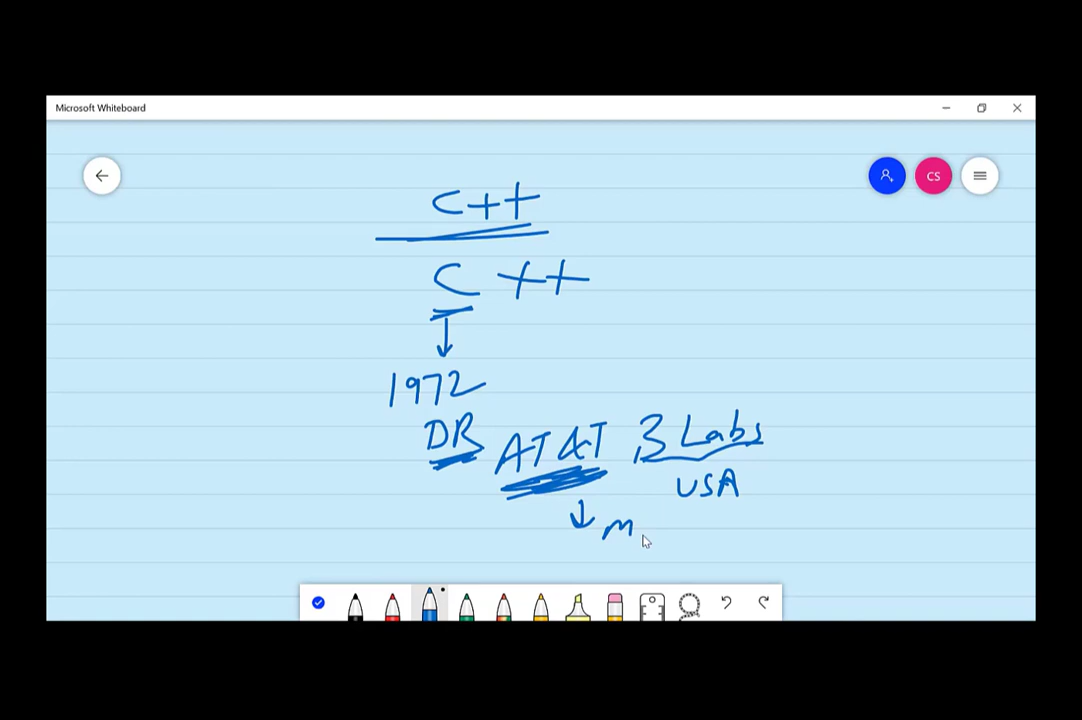 Microsoft Whiteboard
CS
C++
C ++
1972
DR AT&T B Labs
USA
m